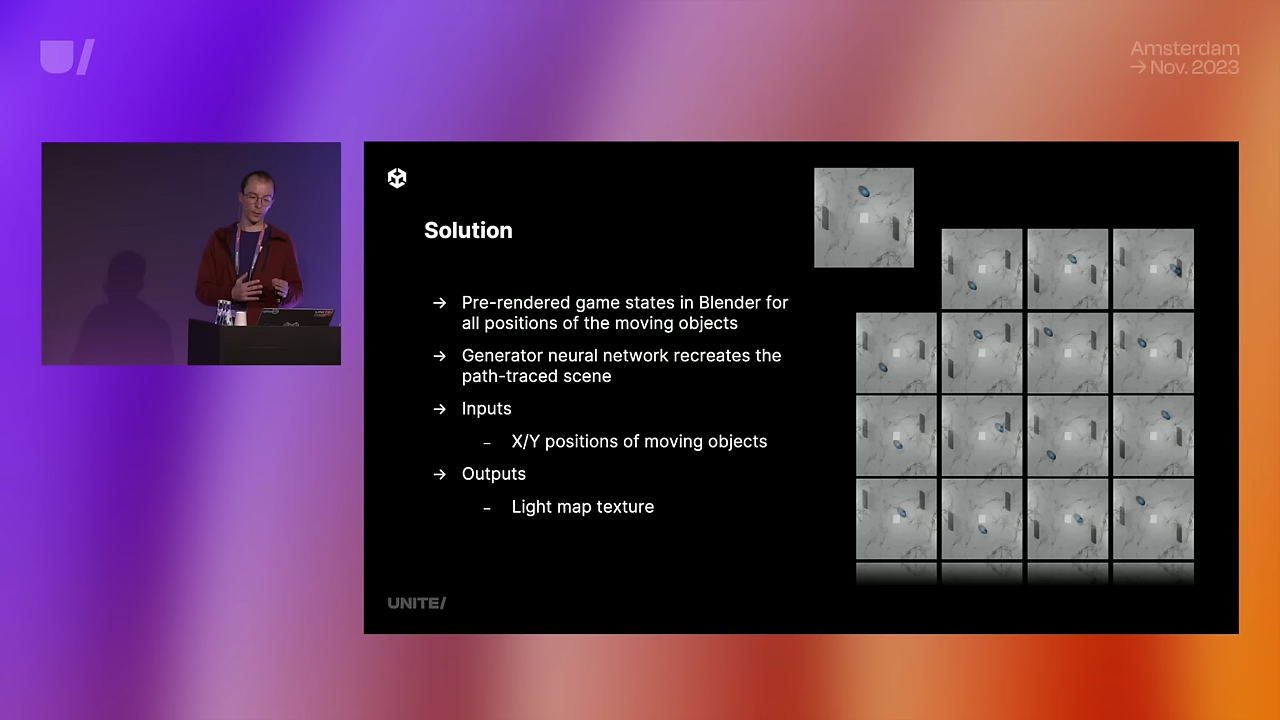 Amsterdam
→ Nov. 2023
Solution
→ Pre-rendered game states in Blender for
all positions of the moving objects
→ Generator neural network recreates the
path-traced scene
→ Inputs
– X/Y positions of moving objects
→ Outputs
– Light map texture
UNITE/